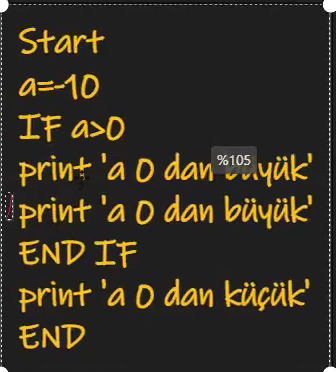 Start
a=-10
IF a>0
print 'a 0 dan büyük'
%105
print 'a 0 dan büyük'
END IF
print 'a 0 dan küçük'
END